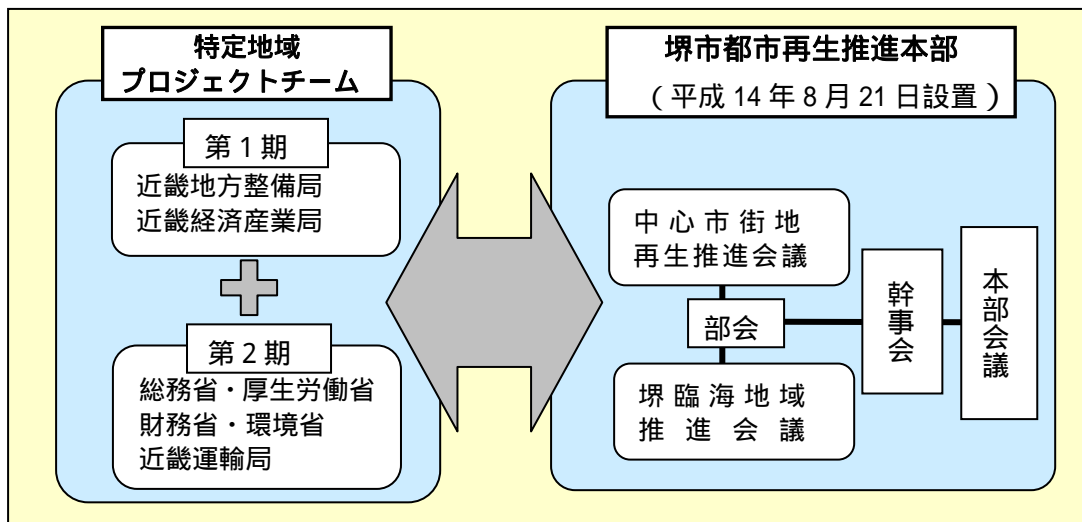 特定地域
プロジェクトチーム
第1期
近畿地方整備局
近畿経済産業局
第2期
総務省・厚生労働省
財務省・環境省
近畿運輸局
堺市都市再生推進本部
（平成14年8月21日設置）
中心市街地
再生推進会議
部会
堺臨海地域
推進会議
幹事会
本部会議